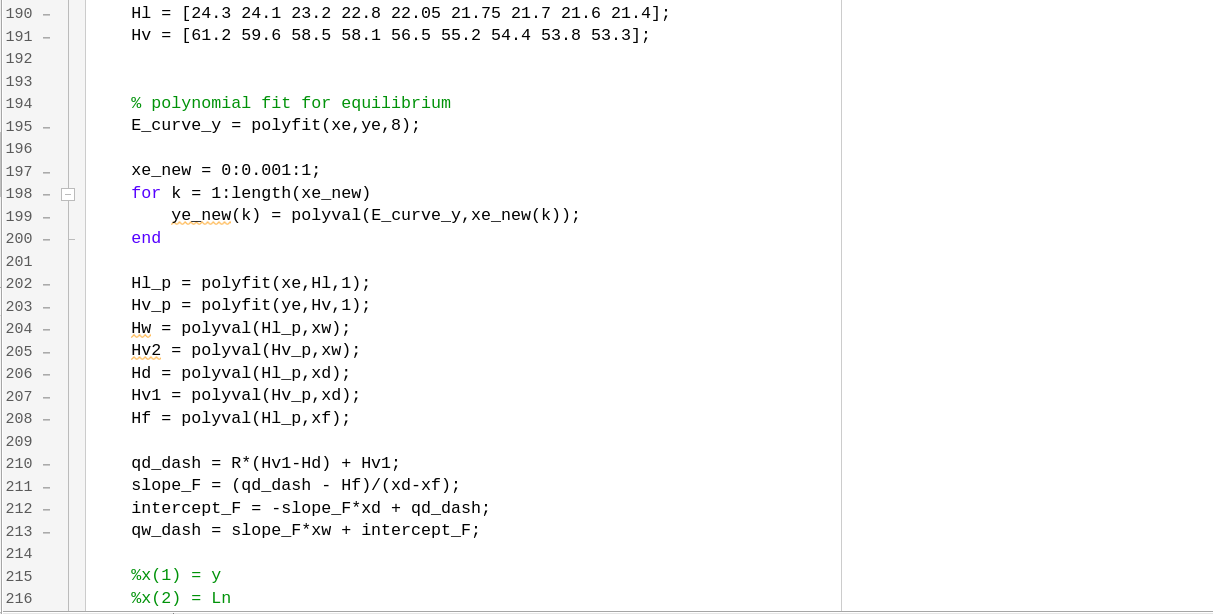 190 – Hl = [24.3 24.1 23.2 22.8 22.05 21.75 21.7 21.6 21.4];
191 – Hv = [61.2 59.6 58.5 58.1 56.5 55.2 54.4 53.8 53.3];
192
193
194 % polynomial fit for equilibrium
195 – E_curve_y = polyfit(xe,ye,8);
196
197 – xe_new = 0:0.001:1;
198 – for k = 1:length(xe_new)
199 – ye_new(k) = polyval(E_curve_y,xe_new(k));
200 – end
201
202 – Hl_p = polyfit(xe,Hl,1);
203 – Hv_p = polyfit(ye,Hv,1);
204 – Hw = polyval(Hl_p,xw);
205 – Hv2 = polyval(Hv_p,xw);
206 – Hd = polyval(Hl_p,xd);
207 – Hv1 = polyval(Hv_p,xd);
208 – Hf = polyval(Hl_p,xf);
209
210 – qd_dash = R*(Hv1-Hd) + Hv1;
211 – slope_F = (qd_dash - Hf)/(xd-xf);
212 – intercept_F = -slope_F*xd + qd_dash;
213 – qw_dash = slope_F*xw + intercept_F;
214
215 %x(1) = y
216 %x(2) = Ln